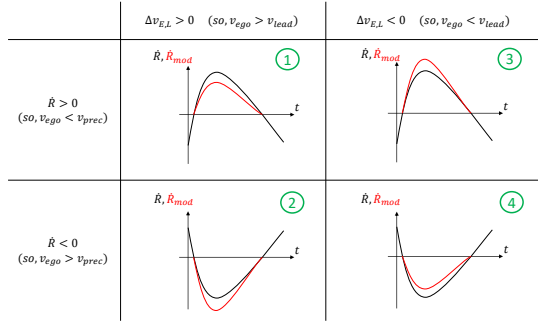 Δv_{E,L} > 0 (so, v_{ego} > v_{lead})
Δv_{E,L} < 0 (so, v_{ego} < v_{lead})
Ṙ > 0
(so, v_{ego} < v_{prec})
Ṙ, Ṙ_{mod}
1
t
Ṙ, Ṙ_{mod}
3
t
Ṙ < 0
(so, v_{ego} > v_{prec})
Ṙ, Ṙ_{mod}
2
t
Ṙ, Ṙ_{mod}
4
t